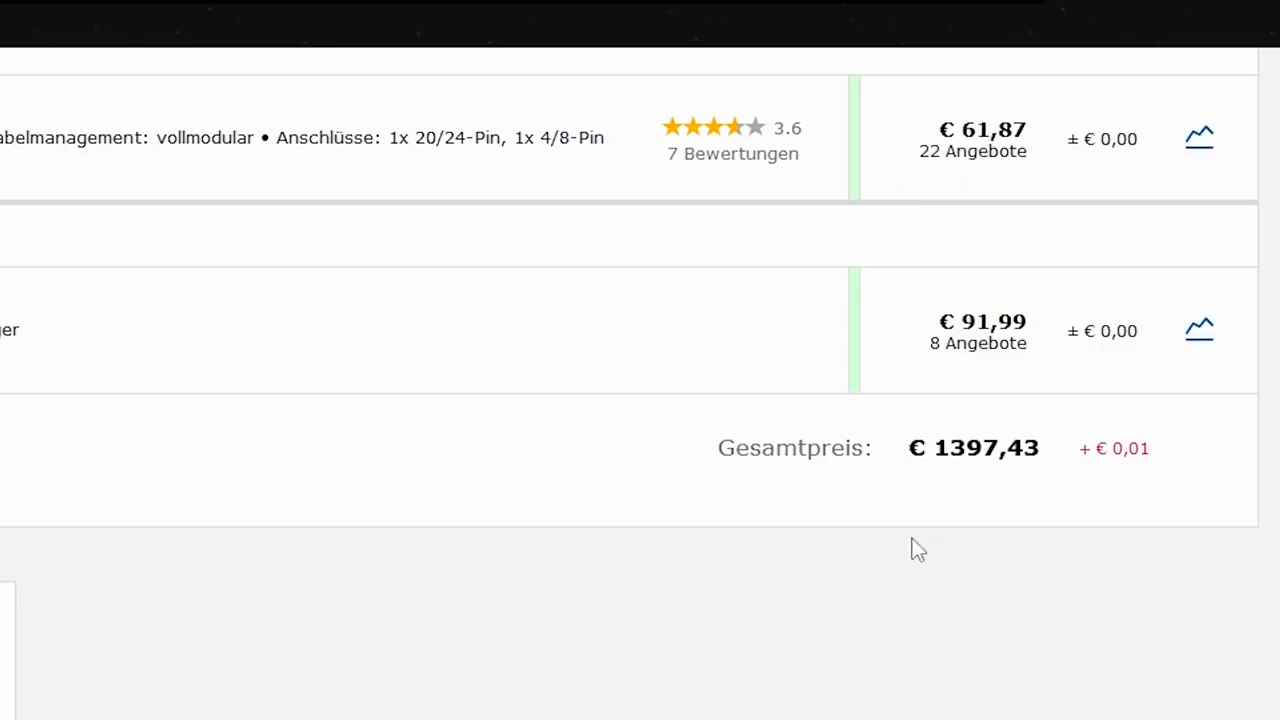 abelmanagement: vollmodular • Anschlüsse: 1x 20/24-Pin, 1x 4/8-Pin
3.6
7 Bewertungen
€ 61,87
22 Angebote
± € 0,00
ger
€ 91,99
8 Angebote
± € 0,00
Gesamtpreis: € 1397,43 + € 0,01